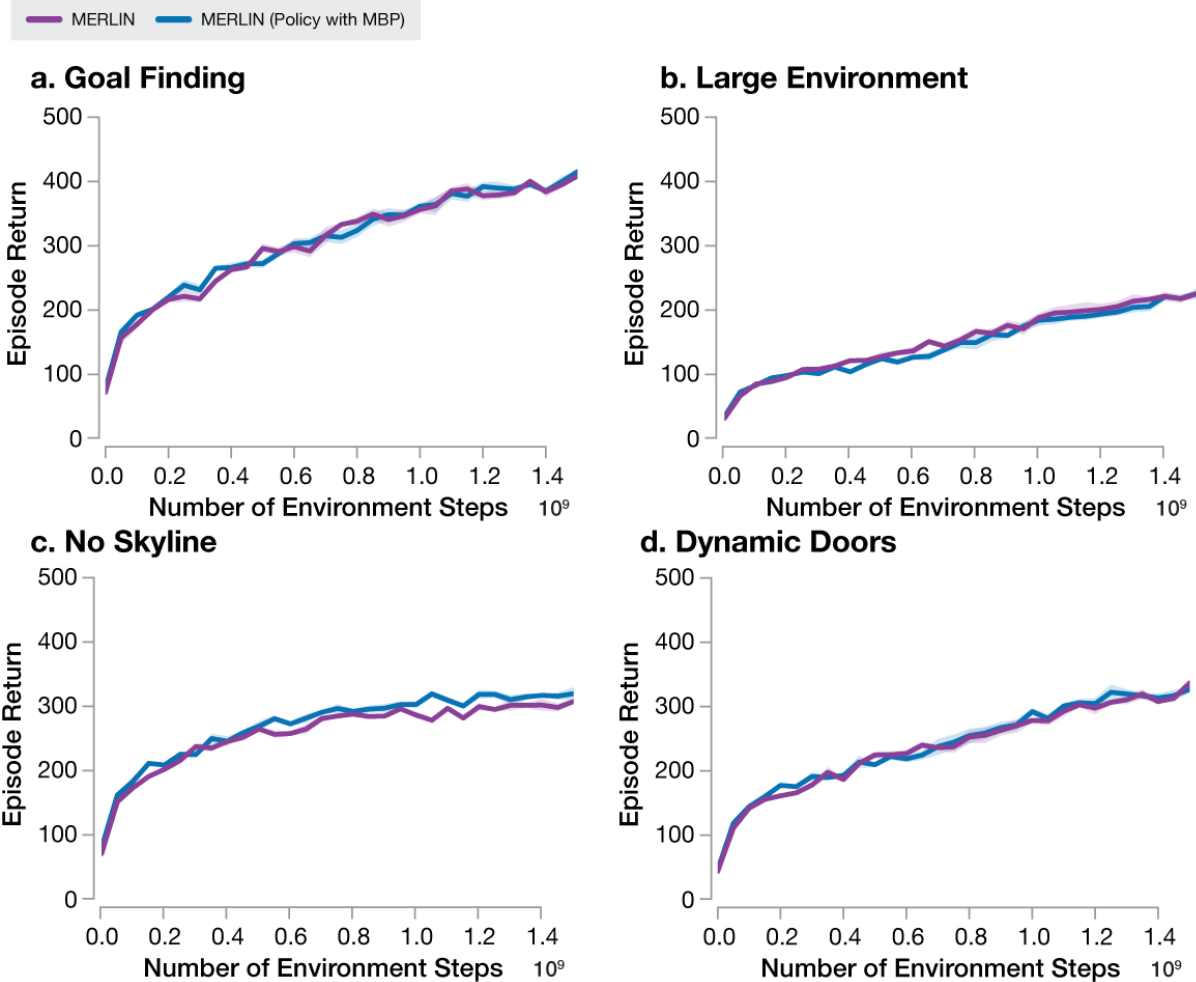 MERLIN MERLIN (Policy with MBP)
a. Goal Finding
500
400
300
200
100
0
Episode Return
0.0 0.2 0.4 0.6 0.8 1.0 1.2 1.4
Number of Environment Steps 10⁹
b. Large Environment
500
400
300
200
100
0
Episode Return
0.0 0.2 0.4 0.6 0.8 1.0 1.2 1.4
Number of Environment Steps 10⁹
c. No Skyline
500
400
300
200
100
0
Episode Return
0.0 0.2 0.4 0.6 0.8 1.0 1.2 1.4
Number of Environment Steps 10⁹
d. Dynamic Doors
500
400
300
200
100
0
Episode Return
0.0 0.2 0.4 0.6 0.8 1.0 1.2 1.4
Number of Environment Steps 10⁹